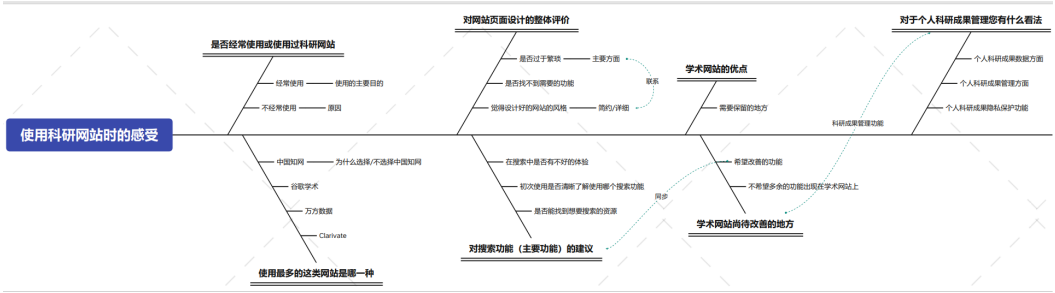 使用科研网站时的感受
是否经常使用或使用过科研网站
经常使用
使用的主要目的
不经常使用
原因
中国知网
为什么选择/不选择中国知网
谷歌学术
万方数据
Clarivate
使用最多的这类网站是哪一种
对网站页面设计的整体评价
是否过于繁琐
主要方面
是否找不到需要的功能
觉得设计好的网站的风格
简约/详细
联系
在搜索中是否有不好的体验
初次使用是否清晰了解使用哪个搜索功能
是否能找到想要搜索的资源
对搜索功能（主要功能）的建议
同步
学术网站的优点
需要保留的地方
希望改善的功能
不希望多余的功能出现在学术网站上
学术网站尚待改善的地方
科研成果管理功能
对于个人科研成果管理您有什么看法
个人科研成果数据方面
个人科研成果管理方面
个人科研成果隐私保护功能